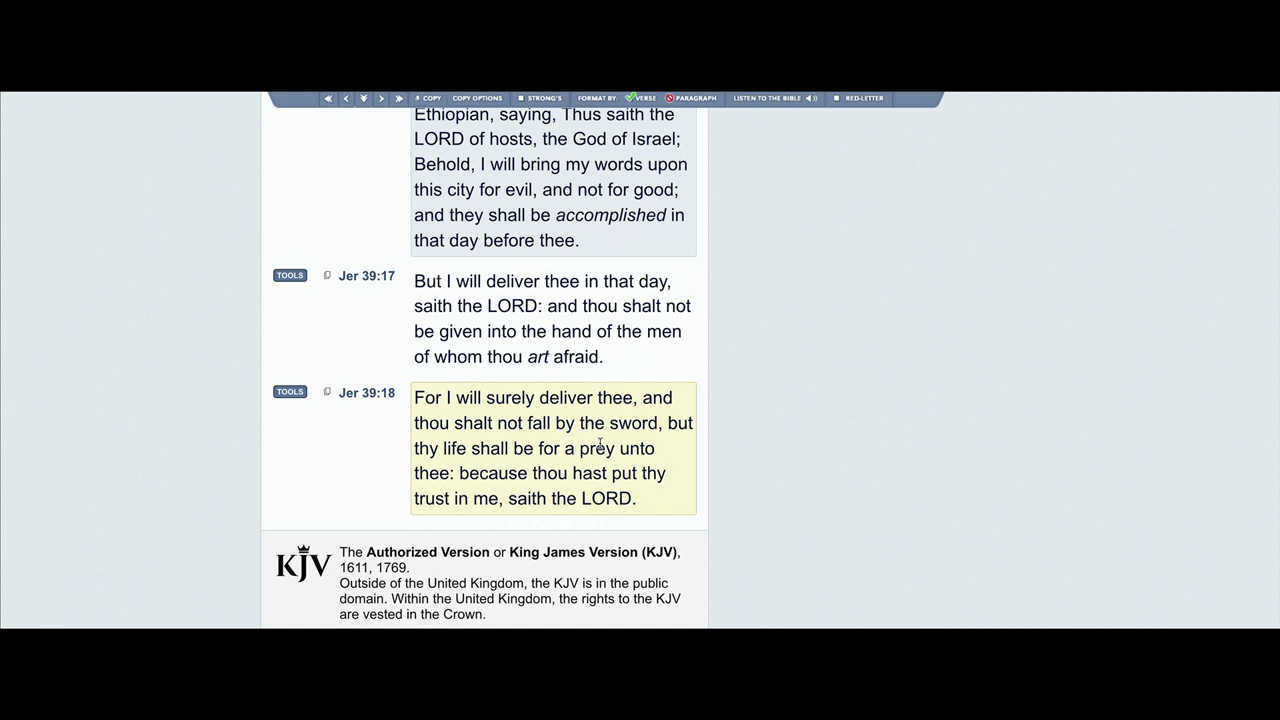 COPY COPY OPTIONS STRONG'S FORMAT BY: VERSE PARAGRAPH LISTEN TO THE BIBLE RED-LETTER
Ethiopian, saying, Thus saith the
LORD of hosts, the God of Israel;
Behold, I will bring my words upon
this city for evil, and not for good;
and they shall be accomplished in
that day before thee.
TOOLS Jer 39:17 But I will deliver thee in that day,
saith the LORD: and thou shalt not
be given into the hand of the men
of whom thou art afraid.
TOOLS Jer 39:18 For I will surely deliver thee, and
thou shalt not fall by the sword, but
thy life shall be for a prey unto
thee: because thou hast put thy
trust in me, saith the LORD.
KJV The Authorized Version or King James Version (KJV),
1611, 1769.
Outside of the United Kingdom, the KJV is in the public
domain. Within the United Kingdom, the rights to the KJV
are vested in the Crown.